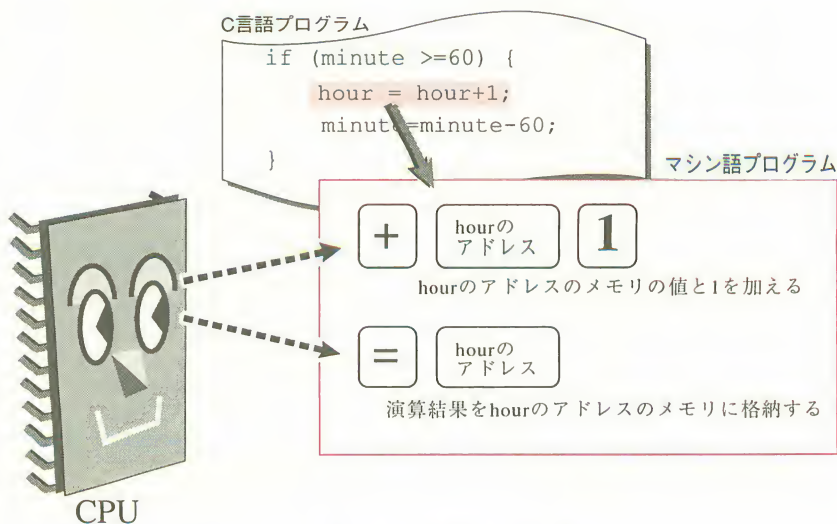 C言語プログラム
if (minute >=60) {
hour = hour+1;
minute=minute-60;
}
マシン語プログラム
+ hourの
アドレス 1
hourのアドレスのメモリの値と1を加える
= hourの
アドレス
演算結果をhourのアドレスのメモリに格納する
CPU